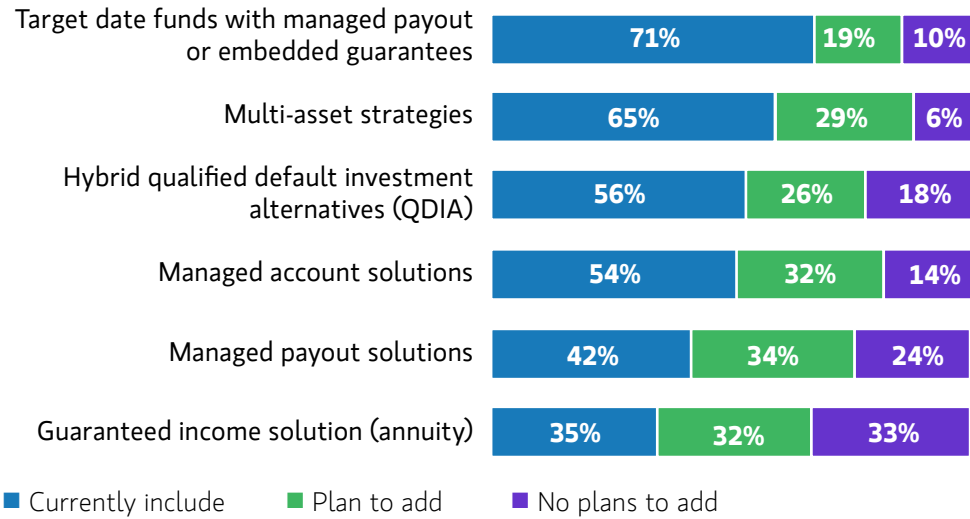 Target date funds with managed payout
or embedded guarantees
71% 19% 10%
Multi-asset strategies
65% 29% 6%
Hybrid qualified default investment
alternatives (QDIA)
56% 26% 18%
Managed account solutions
54% 32% 14%
Managed payout solutions
42% 34% 24%
Guaranteed income solution (annuity)
35% 32% 33%
Currently include Plan to add No plans to add